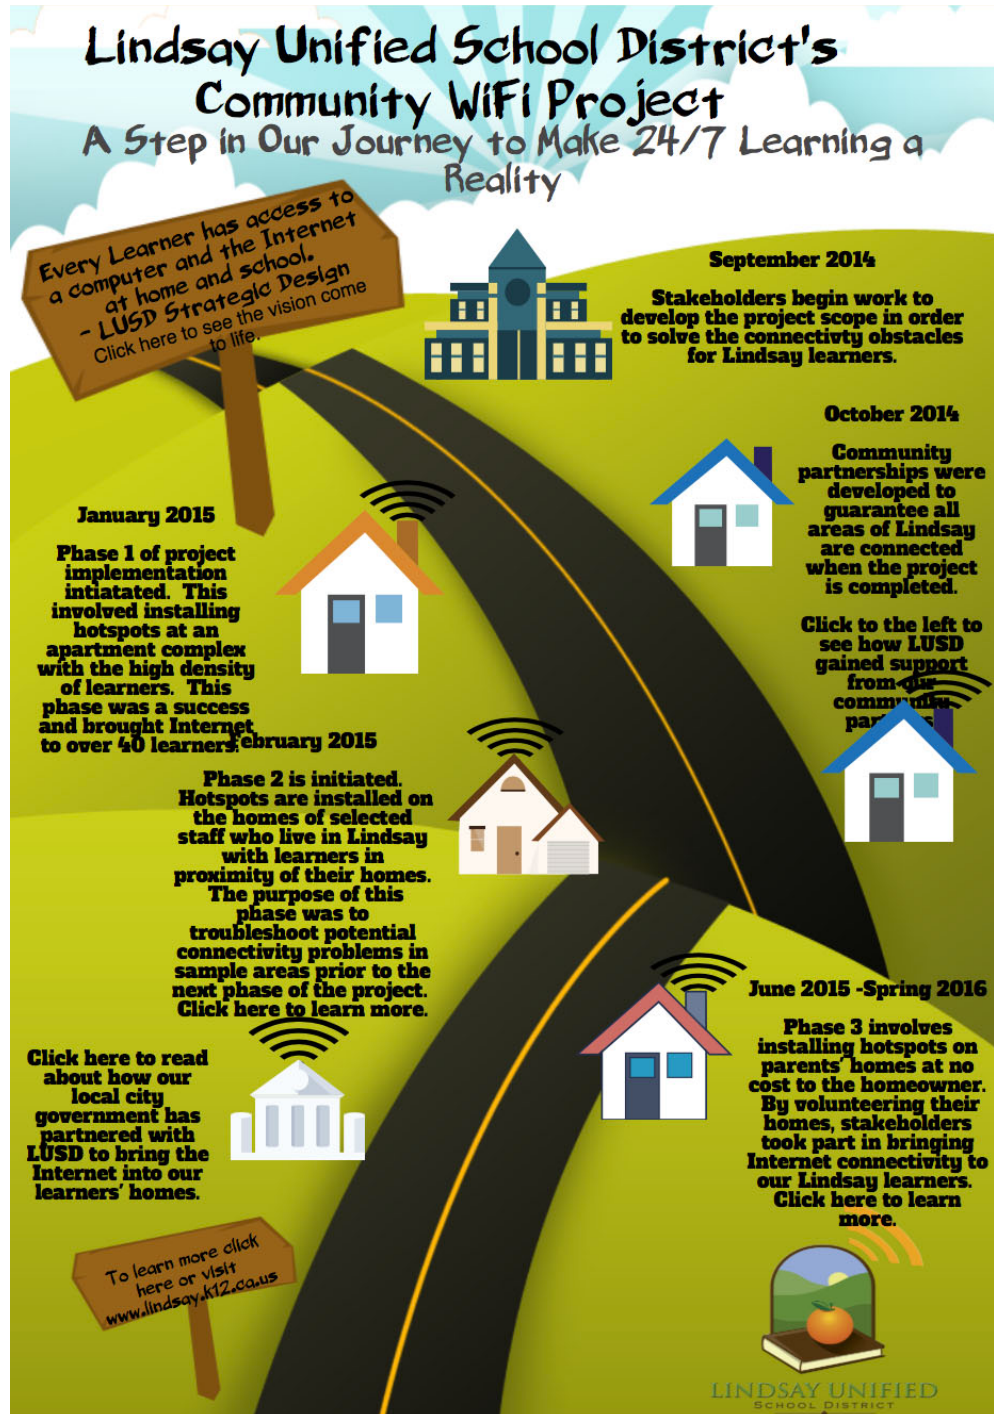 Lindsay Unified School District's
Community WiFi Project
A Step in Our Journey to Make 24/7 Learning a
Reality
Every Learner has access to
a computer and the Internet
at home and school.
- LUSD Strategic Design
Click here to see the vision come
to life.
September 2014
Stakeholders begin work to
develop the project scope in order
to solve the connectivty obstacles
for Lindsay learners.
October 2014
Community
partnerships were
developed to
guarantee all
areas of Lindsay
are connected
when the project
is completed.
Click to the left to
see how LUSD
gained support
from our
community
January 2015
Phase 1 of project
implementation
intiatated. This
involved installing
hotspots at an
apartment complex
with the high density
of learners. This
phase was a success
and brought Internet
to over 40 learners.
February 2015
Phase 2 is initiated.
Hotspots are installed on
the homes of selected
staff who live in Lindsay
with learners in
proximity of their homes.
The purpose of this
phase was to
troubleshoot potential
connectivity problems in
sample areas prior to the
next phase of the project.
Click here to learn more.
June 2015 -Spring 2016
Phase 3 involves
installing hotspots on
parents' homes at no
cost to the homeowner.
By volunteering their
homes, stakeholders
took part in bringing
Internet connectivity to
our Lindsay learners.
Click here to learn
more.
Click here to read
about how our
local city
government has
partnered with
LUSD to bring the
Internet into our
learners' homes.
To learn more click
here or visit
www.lindsay.k12.ca.us
LINDSAY UNIFIED
SCHOOL DISTRICT